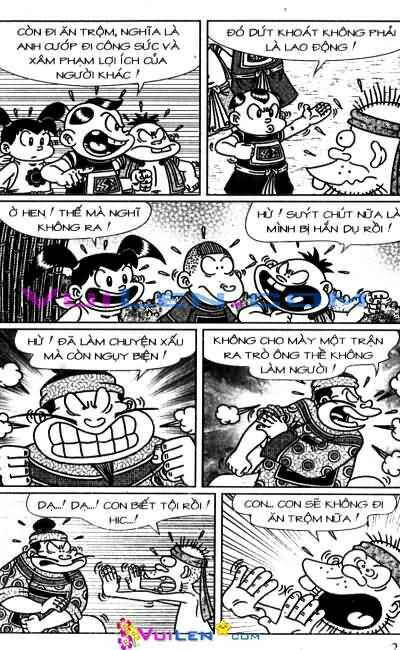 CÒN ĐI ĂN TRỘM, NGHĨA LÀ
ANH CƯỚP ĐI CÔNG SỨC VÀ
XÂM PHẠM LỢI ÍCH CỦA
NGƯỜI KHÁC !
ĐÓ DỨT KHOÁT KHÔNG PHẢI
LÀ LAO ĐỘNG !
Ờ HEN ! THẾ MÀ NGHĨ
KHÔNG RA !
HỪ ! SUÝT CHÚT NỮA LÀ
MÌNH BỊ HẮN DỤ RỒI !
VUILEN.COM
HỪ ! ĐÃ LÀM CHUYỆN XẤU
MÀ CÒN NGỤY BIỆN !
KHÔNG CHO MÀY MỘT TRẬN
RA TRÒ ÔNG THỀ KHÔNG
LÀM NGƯỜI !
DẠ...! DẠ...! CON BIẾT TỘI RỒI !
HIC...!
CON... CON SẼ KHÔNG ĐI
ĂN TRỘM NỮA !
VUILEN.COM
2